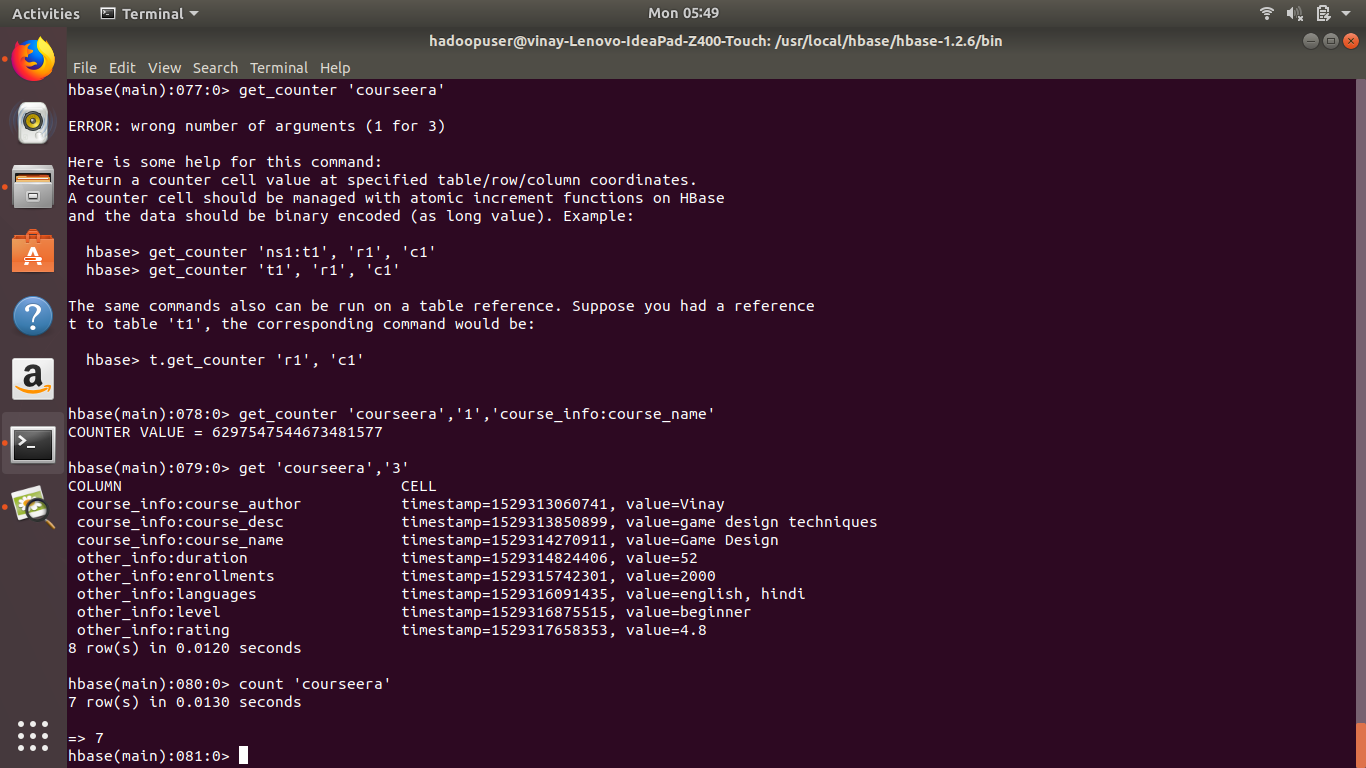 Activities Terminal Mon 05:49
hadoopuser@vinay-Lenovo-IdeaPad-Z400-Touch: /usr/local/hbase/hbase-1.2.6/bin
File Edit View Search Terminal Help
hbase(main):077:0> get_counter 'courseera'
ERROR: wrong number of arguments (1 for 3)
Here is some help for this command:
Return a counter cell value at specified table/row/column coordinates.
A counter cell should be managed with atomic increment functions on HBase
and the data should be binary encoded (as long value). Example:
hbase> get_counter 'ns1:t1', 'r1', 'c1'
hbase> get_counter 't1', 'r1', 'c1'
The same commands also can be run on a table reference. Suppose you had a reference
t to table 't1', the corresponding command would be:
hbase> t.get_counter 'r1', 'c1'
hbase(main):078:0> get_counter 'courseera','1','course_info:course_name'
COUNTER VALUE = 6297547544673481577
hbase(main):079:0> get 'courseera','3'
COLUMN CELL
course_info:course_author timestamp=1529313060741, value=Vinay
course_info:course_desc timestamp=1529313850899, value=game design techniques
course_info:course_name timestamp=1529314270911, value=Game Design
other_info:duration timestamp=1529314824406, value=52
other_info:enrollments timestamp=1529315742301, value=2000
other_info:languages timestamp=1529316091435, value=english, hindi
other_info:level timestamp=1529316875515, value=beginner
other_info:rating timestamp=1529317658353, value=4.8
8 row(s) in 0.0120 seconds
hbase(main):080:0> count 'courseera'
7 row(s) in 0.0130 seconds
=> 7
hbase(main):081:0>